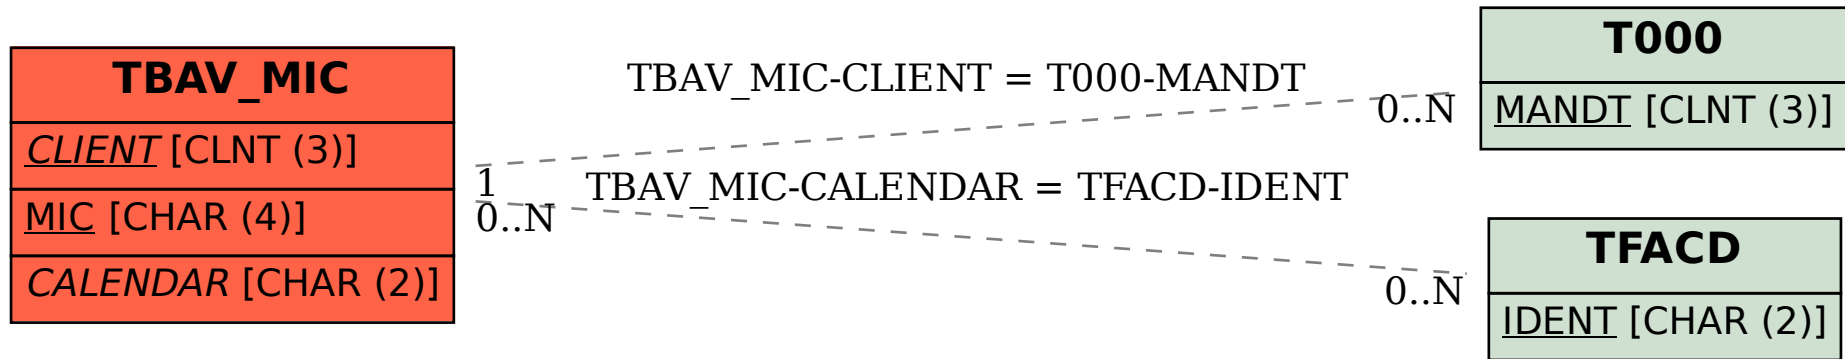 TBAV_MIC
CLIENT [CLNT (3)]
MIC [CHAR (4)]
CALENDAR [CHAR (2)]
TBAV_MIC-CLIENT = T000-MANDT
0..N
1
TBAV_MIC-CALENDAR = TFACD-IDENT
0..N
0..N
T000
MANDT [CLNT (3)]
TFACD
IDENT [CHAR (2)]